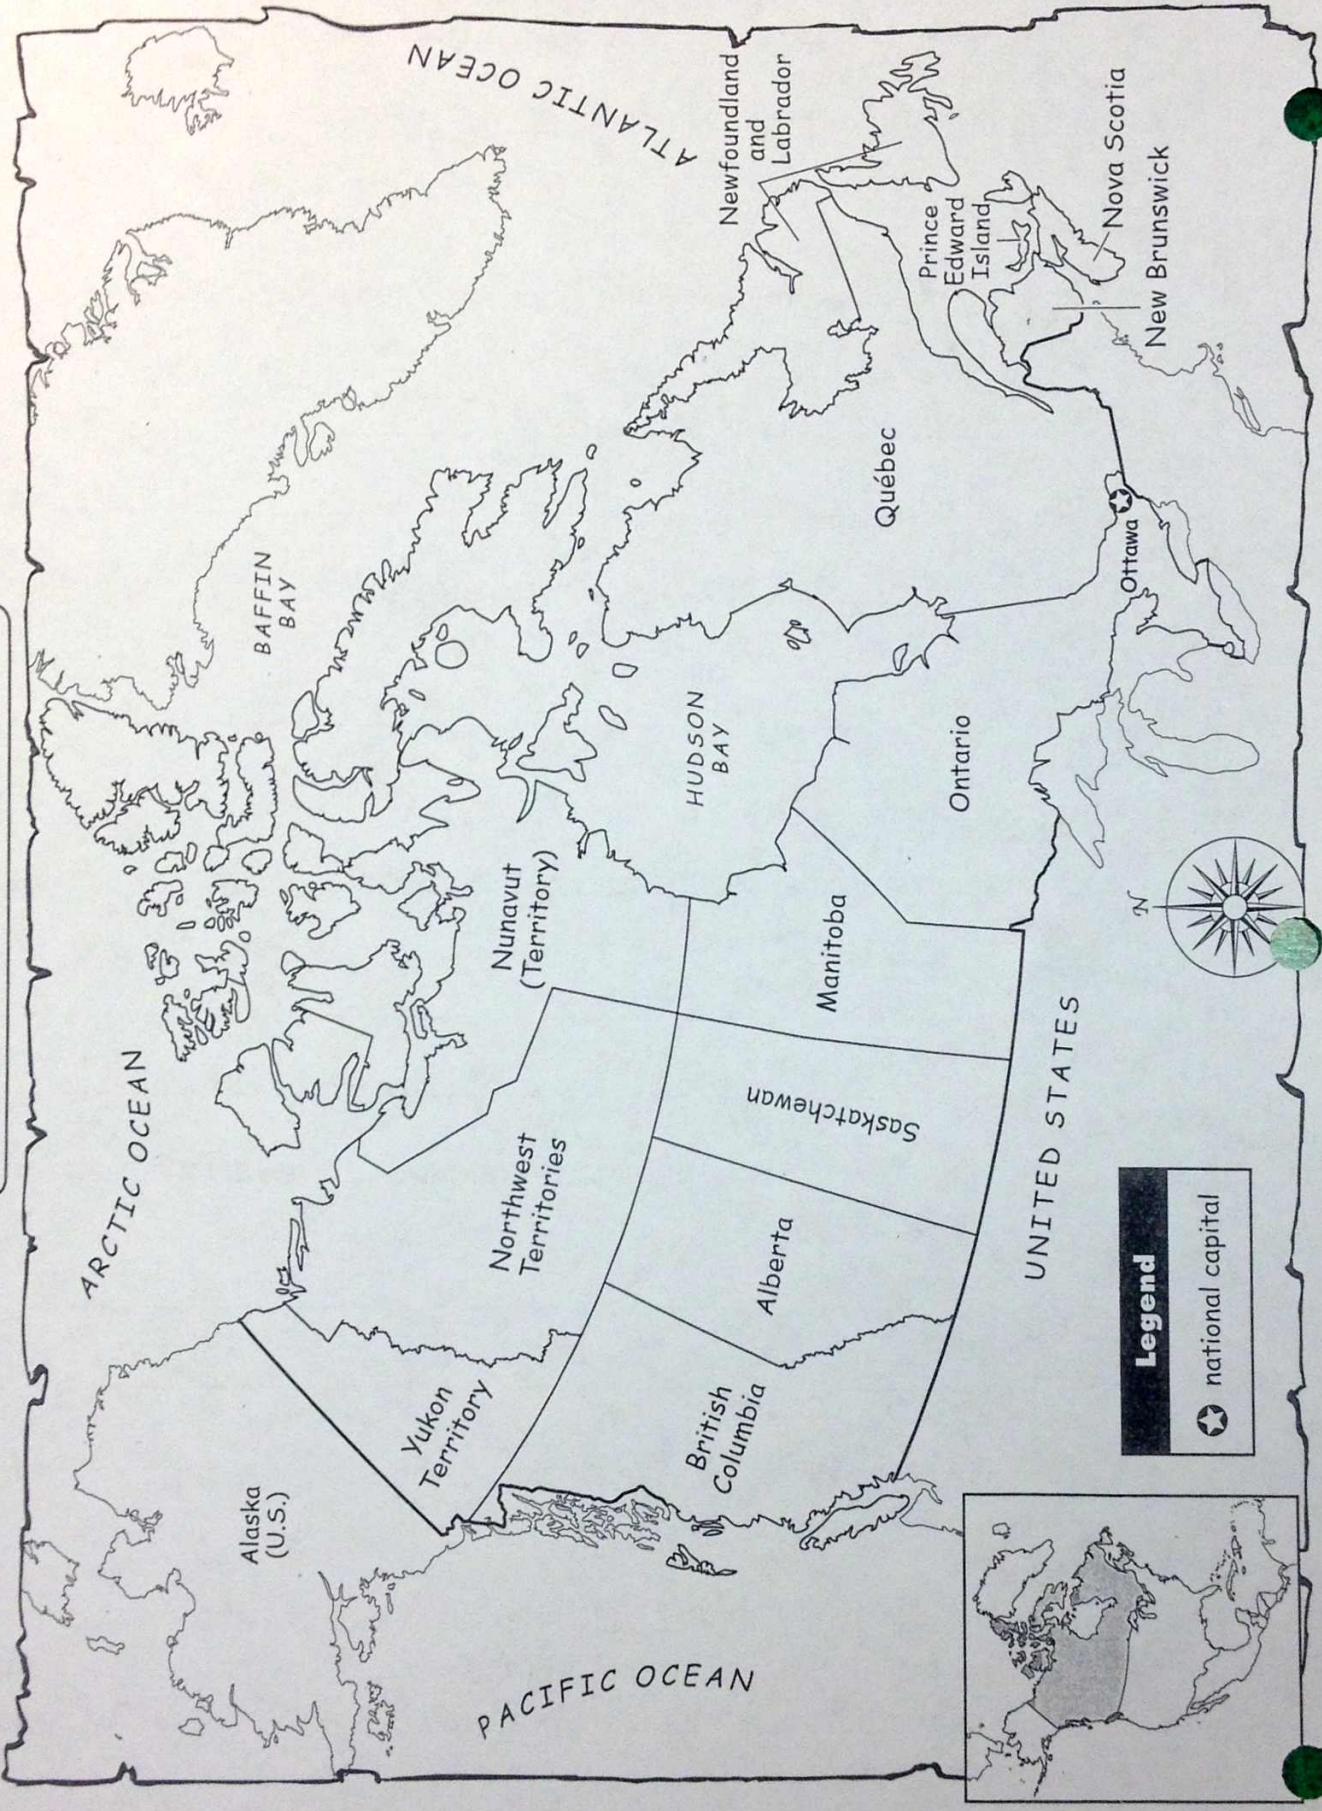 ARCTIC OCEAN
BAFFIN
BAY
ATLANTIC OCEAN
Alaska
(U.S.)
Yukon
Territory
Northwest
Territories
Nunavut
(Territory)
HUDSON
BAY
Newfoundland
and
Labrador
PACIFIC OCEAN
British
Columbia
Alberta
Saskatchewan
Manitoba
Ontario
Québec
Prince
Edward
Island
Nova Scotia
New Brunswick
Ottawa
UNITED STATES
N
Legend
national capital